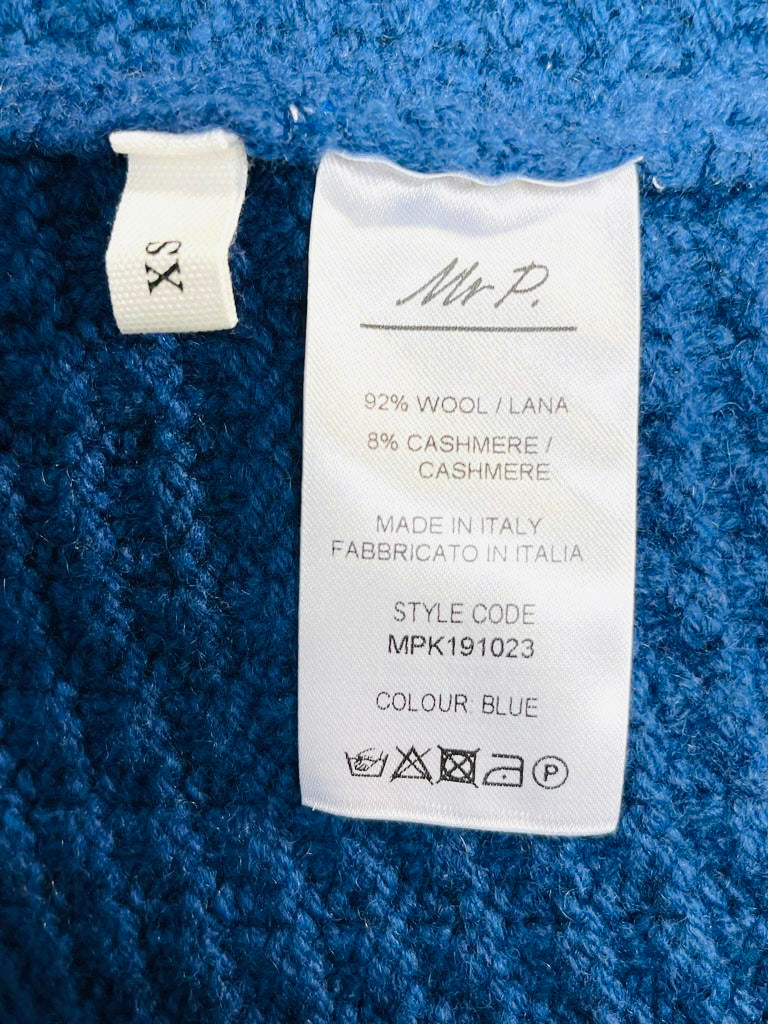 XS
Mr P.
92% WOOL / LANA
8% CASHMERE /
CASHMERE
MADE IN ITALY
FABBRICATO IN ITALIA
STYLE CODE
MPK191023
COLOUR: BLUE
P